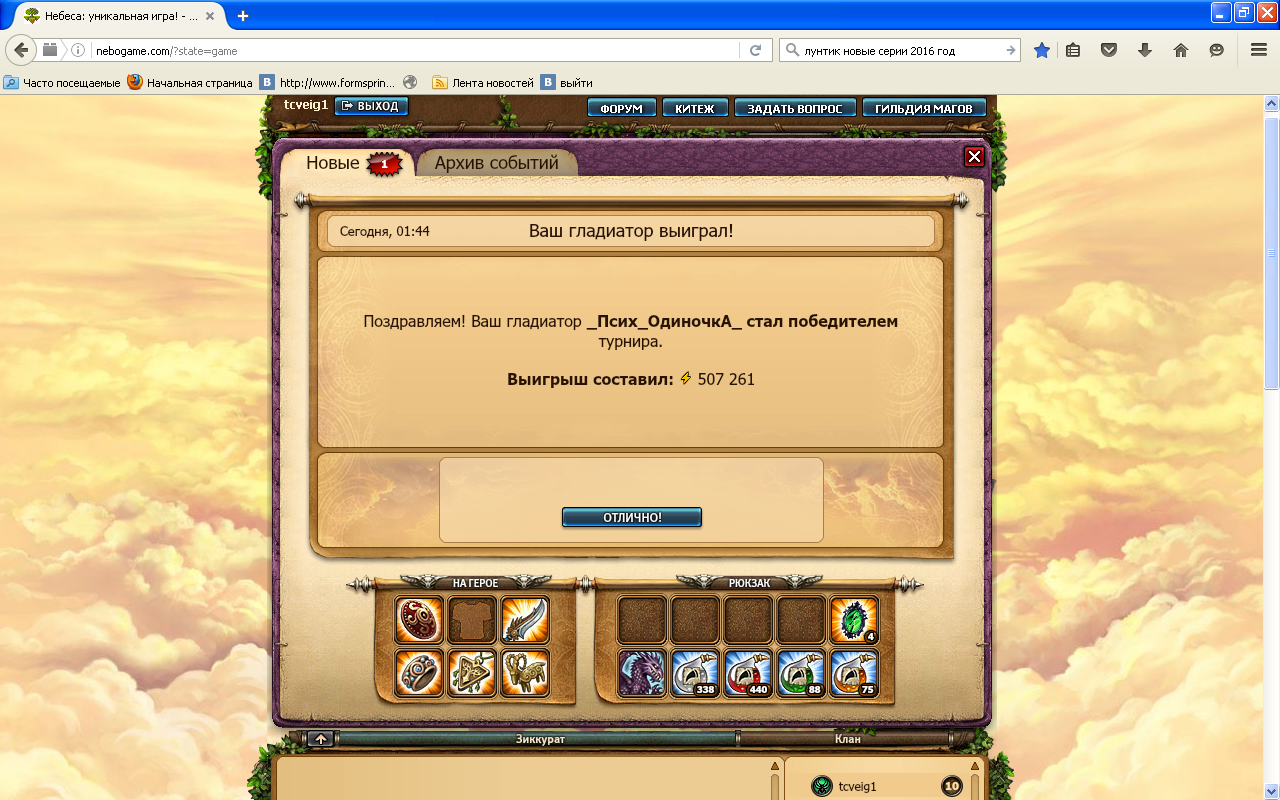 Небеса: уникальная игра! - ...
nebogame.com/?state=game
лунтик новые серии 2016 год
Часто посещаемые
Начальная страница
В
http://www.formsprin...
Лента новостей
В
выйти
tcveig1
ВЫХОД
ФОРУМ
КИТЕЖ
ЗАДАТЬ ВОПРОС
ГИЛЬДИЯ МАГОВ
Новые 1
Архив событий
Сегодня, 01:44
Ваш гладиатор выиграл!
Поздравляем! Ваш гладиатор _Псих_ОдиночкА_ стал победителем
турнира.
Выигрыш составил: 507 261
ОТЛИЧНО!
НА ГЕРОЕ
РЮКЗАК
4
338
440
88
75
Зиккурат
Клан
tcveig1
10